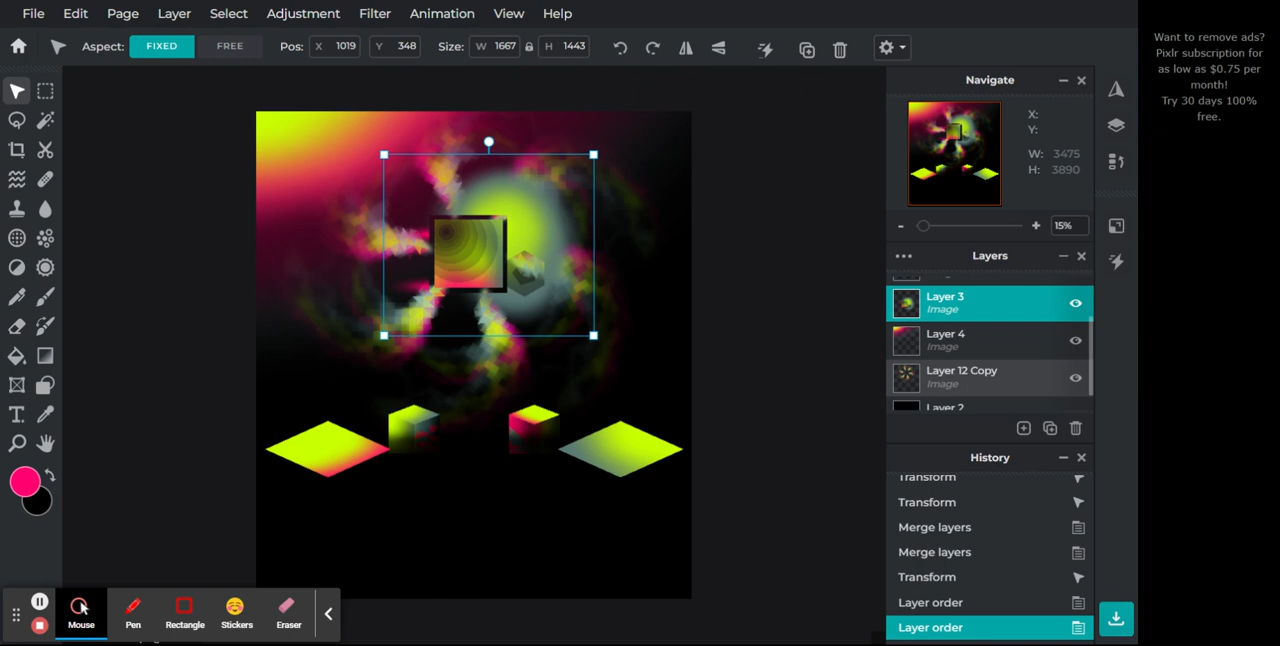 File Edit Page Layer Select Adjustment Filter Animation View Help
Aspect: FIXED FREE Pos: X 1019 Y 348 Size: W 1667 H 1443
Want to remove ads?
Pixlr subscription for
as low as $0.75 per
month!
Try 30 days 100%
free.
Navigate
X:
Y:
W: 3475
H: 3890
15%
Layers
Layer 3
Image
Layer 4
Image
Layer 12 Copy
Image
Layer 2
History
Transform
Transform
Merge layers
Merge layers
Transform
Layer order
Layer order
Mouse Pen Rectangle Stickers Eraser